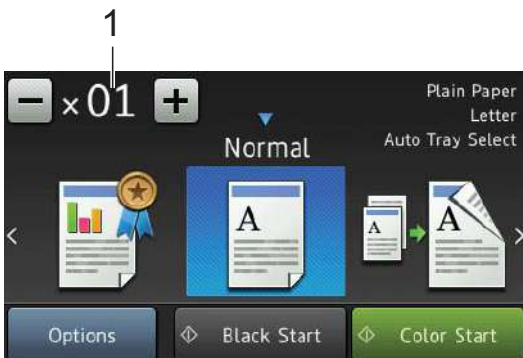 1
- ×01 +
Plain Paper
Letter
Auto Tray Select
Normal
A
A
A
Options
Black Start
Color Start